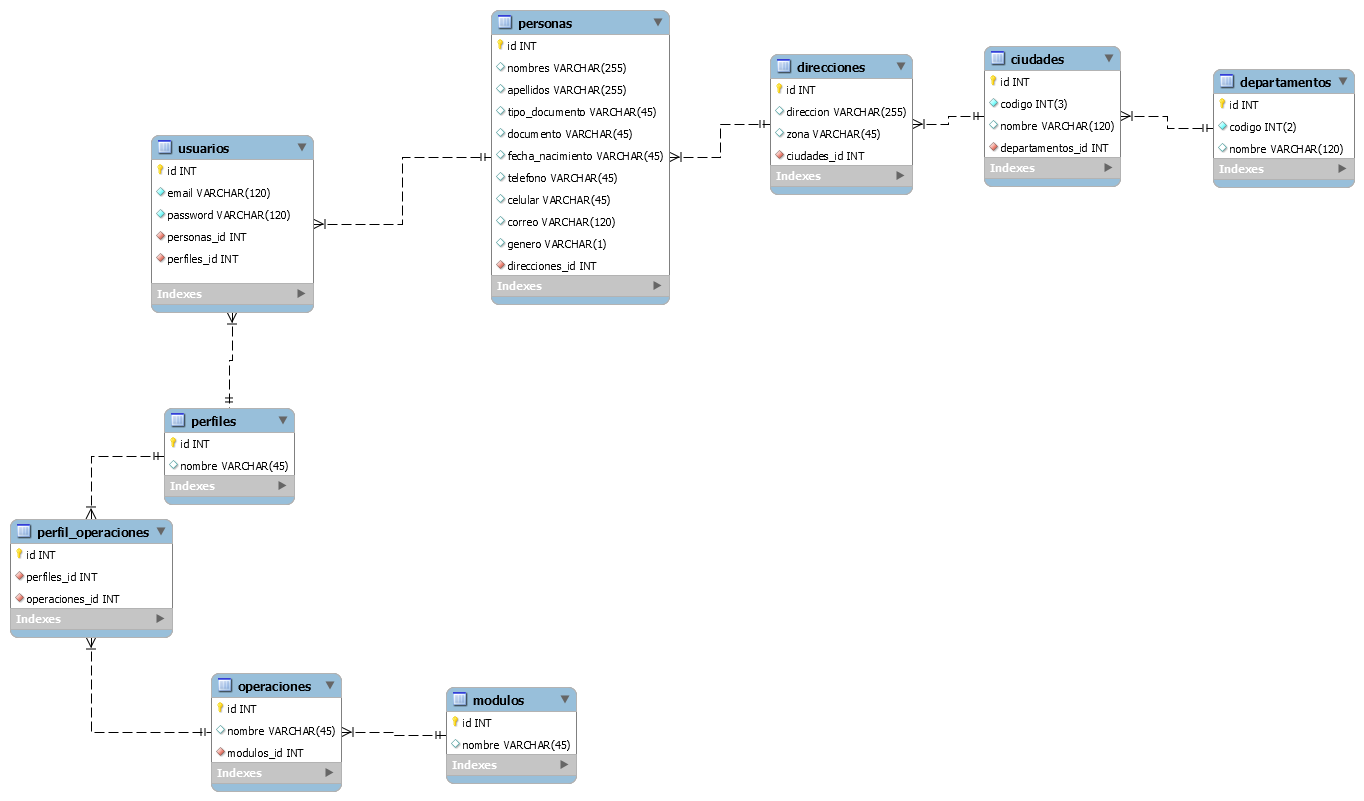 personas
id INT
nombres VARCHAR(255)
apellidos VARCHAR(255)
tipo_documento VARCHAR(45)
documento VARCHAR(45)
fecha_nacimiento VARCHAR(45)
telefono VARCHAR(45)
celular VARCHAR(45)
correo VARCHAR(120)
genero VARCHAR(1)
direcciones_id INT
Indexes
direcciones
id INT
direccion VARCHAR(255)
zona VARCHAR(45)
ciudades_id INT
Indexes
ciudades
id INT
codigo INT(3)
nombre VARCHAR(120)
departamentos_id INT
Indexes
departamentos
id INT
codigo INT(2)
nombre VARCHAR(120)
Indexes
usuarios
id INT
email VARCHAR(120)
password VARCHAR(120)
personas_id INT
perfiles_id INT
Indexes
perfiles
id INT
nombre VARCHAR(45)
Indexes
perfil_operaciones
id INT
perfiles_id INT
operaciones_id INT
Indexes
operaciones
id INT
nombre VARCHAR(45)
modulos_id INT
Indexes
modulos
id INT
nombre VARCHAR(45)
Indexes